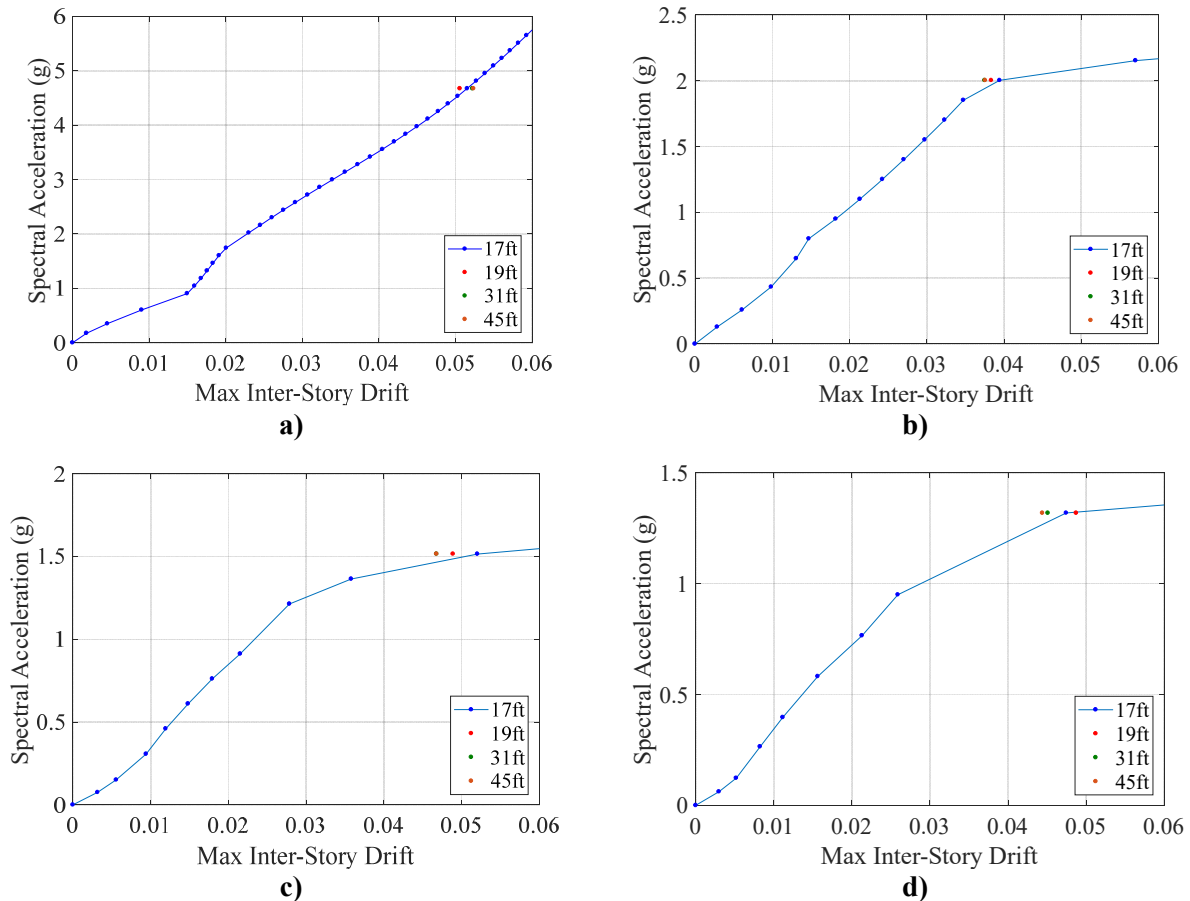 6
5
4
3
2
1
0
Spectral Acceleration (g)
0 0.01 0.02 0.03 0.04 0.05 0.06
Max Inter-Story Drift
17ft
19ft
31ft
45ft
a)
2.5
2
1.5
1
0.5
0
Spectral Acceleration (g)
0 0.01 0.02 0.03 0.04 0.05 0.06
Max Inter-Story Drift
17ft
19ft
31ft
45ft
b)
2
1.5
1
0.5
0
Spectral Acceleration (g)
0 0.01 0.02 0.03 0.04 0.05 0.06
Max Inter-Story Drift
17ft
19ft
31ft
45ft
c)
1.5
1
0.5
0
Spectral Acceleration (g)
0 0.01 0.02 0.03 0.04 0.05 0.06
Max Inter-Story Drift
17ft
19ft
31ft
45ft
d)